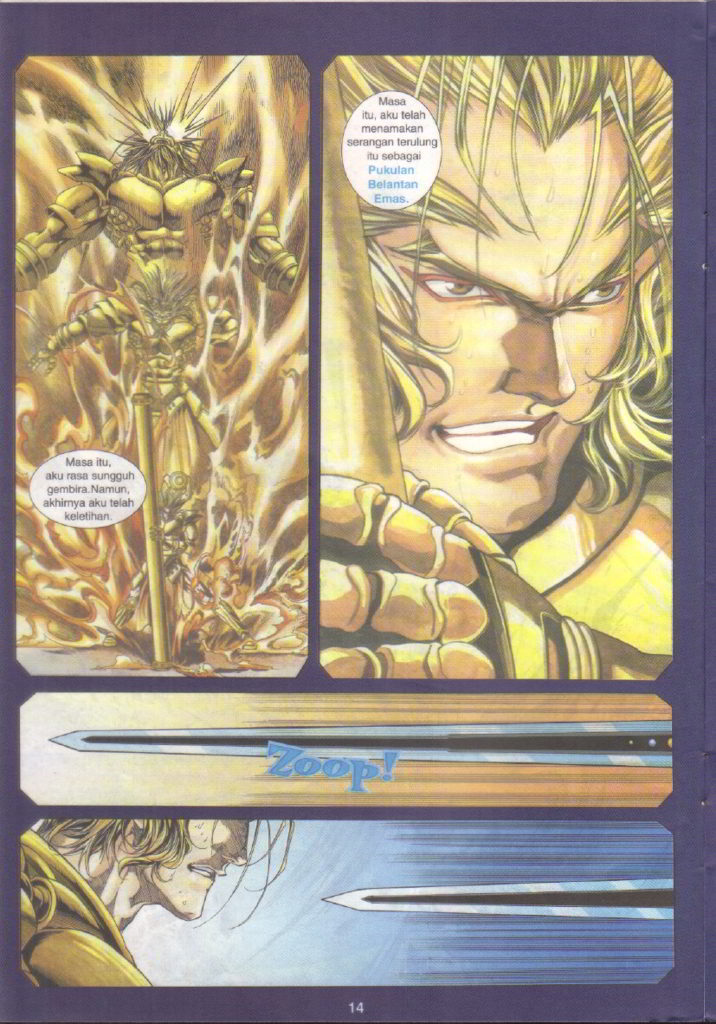 Masa itu,
aku rasa sungguh
gembira.Namun,
akhirnya aku telah
keletihan.
Masa
itu, aku telah
menamakan
serangan terulung
itu sebagai
Pukulan
Belantan
Emas.
Zoop!
14